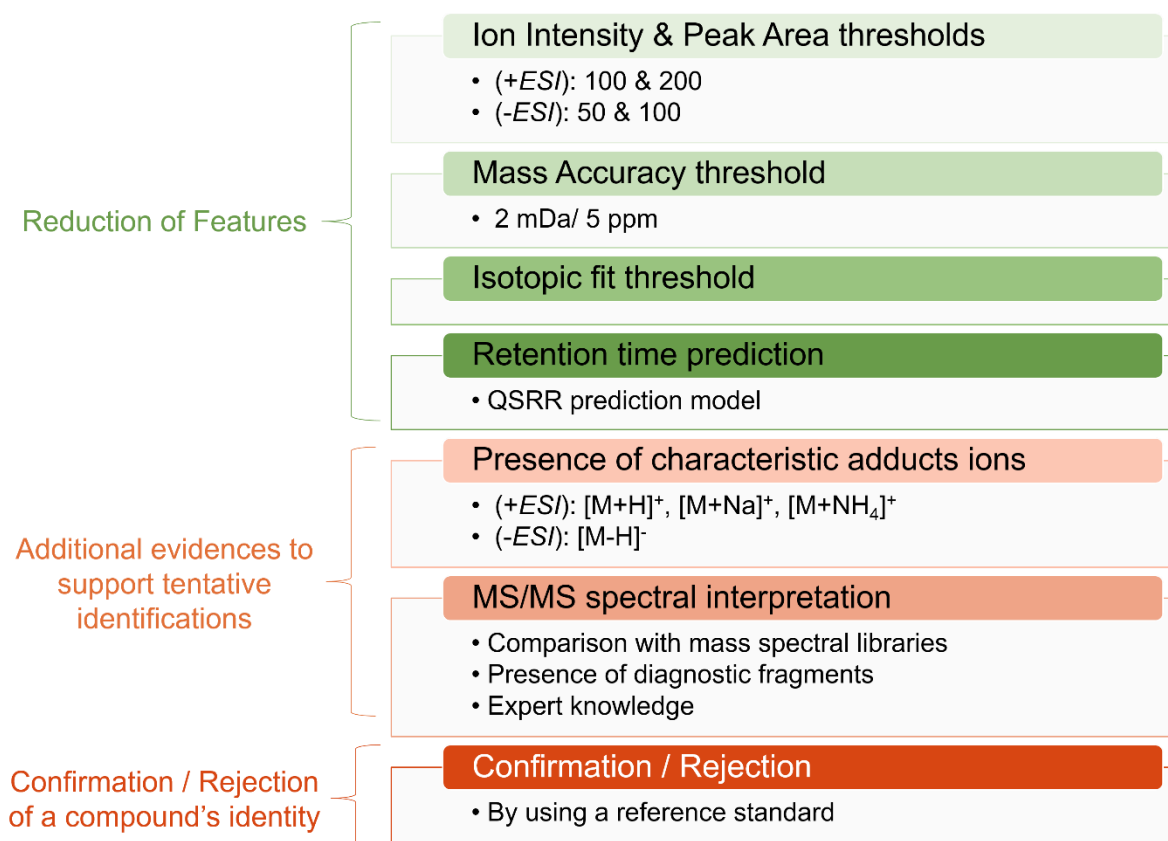 Reduction of Features
Ion Intensity & Peak Area thresholds
• (+ESI): 100 & 200
• (-ESI): 50 & 100
Mass Accuracy threshold
• 2 mDa/ 5 ppm
Isotopic fit threshold
Retention time prediction
• QSRR prediction model
Additional evidences to
support tentative
identifications
Presence of characteristic adducts ions
• (+ESI): [M+H]⁺, [M+Na]⁺, [M+NH₄]⁺
• (-ESI): [M-H]⁻
MS/MS spectral interpretation
• Comparison with mass spectral libraries
• Presence of diagnostic fragments
• Expert knowledge
Confirmation / Rejection
of a compound’s identity
Confirmation / Rejection
• By using a reference standard